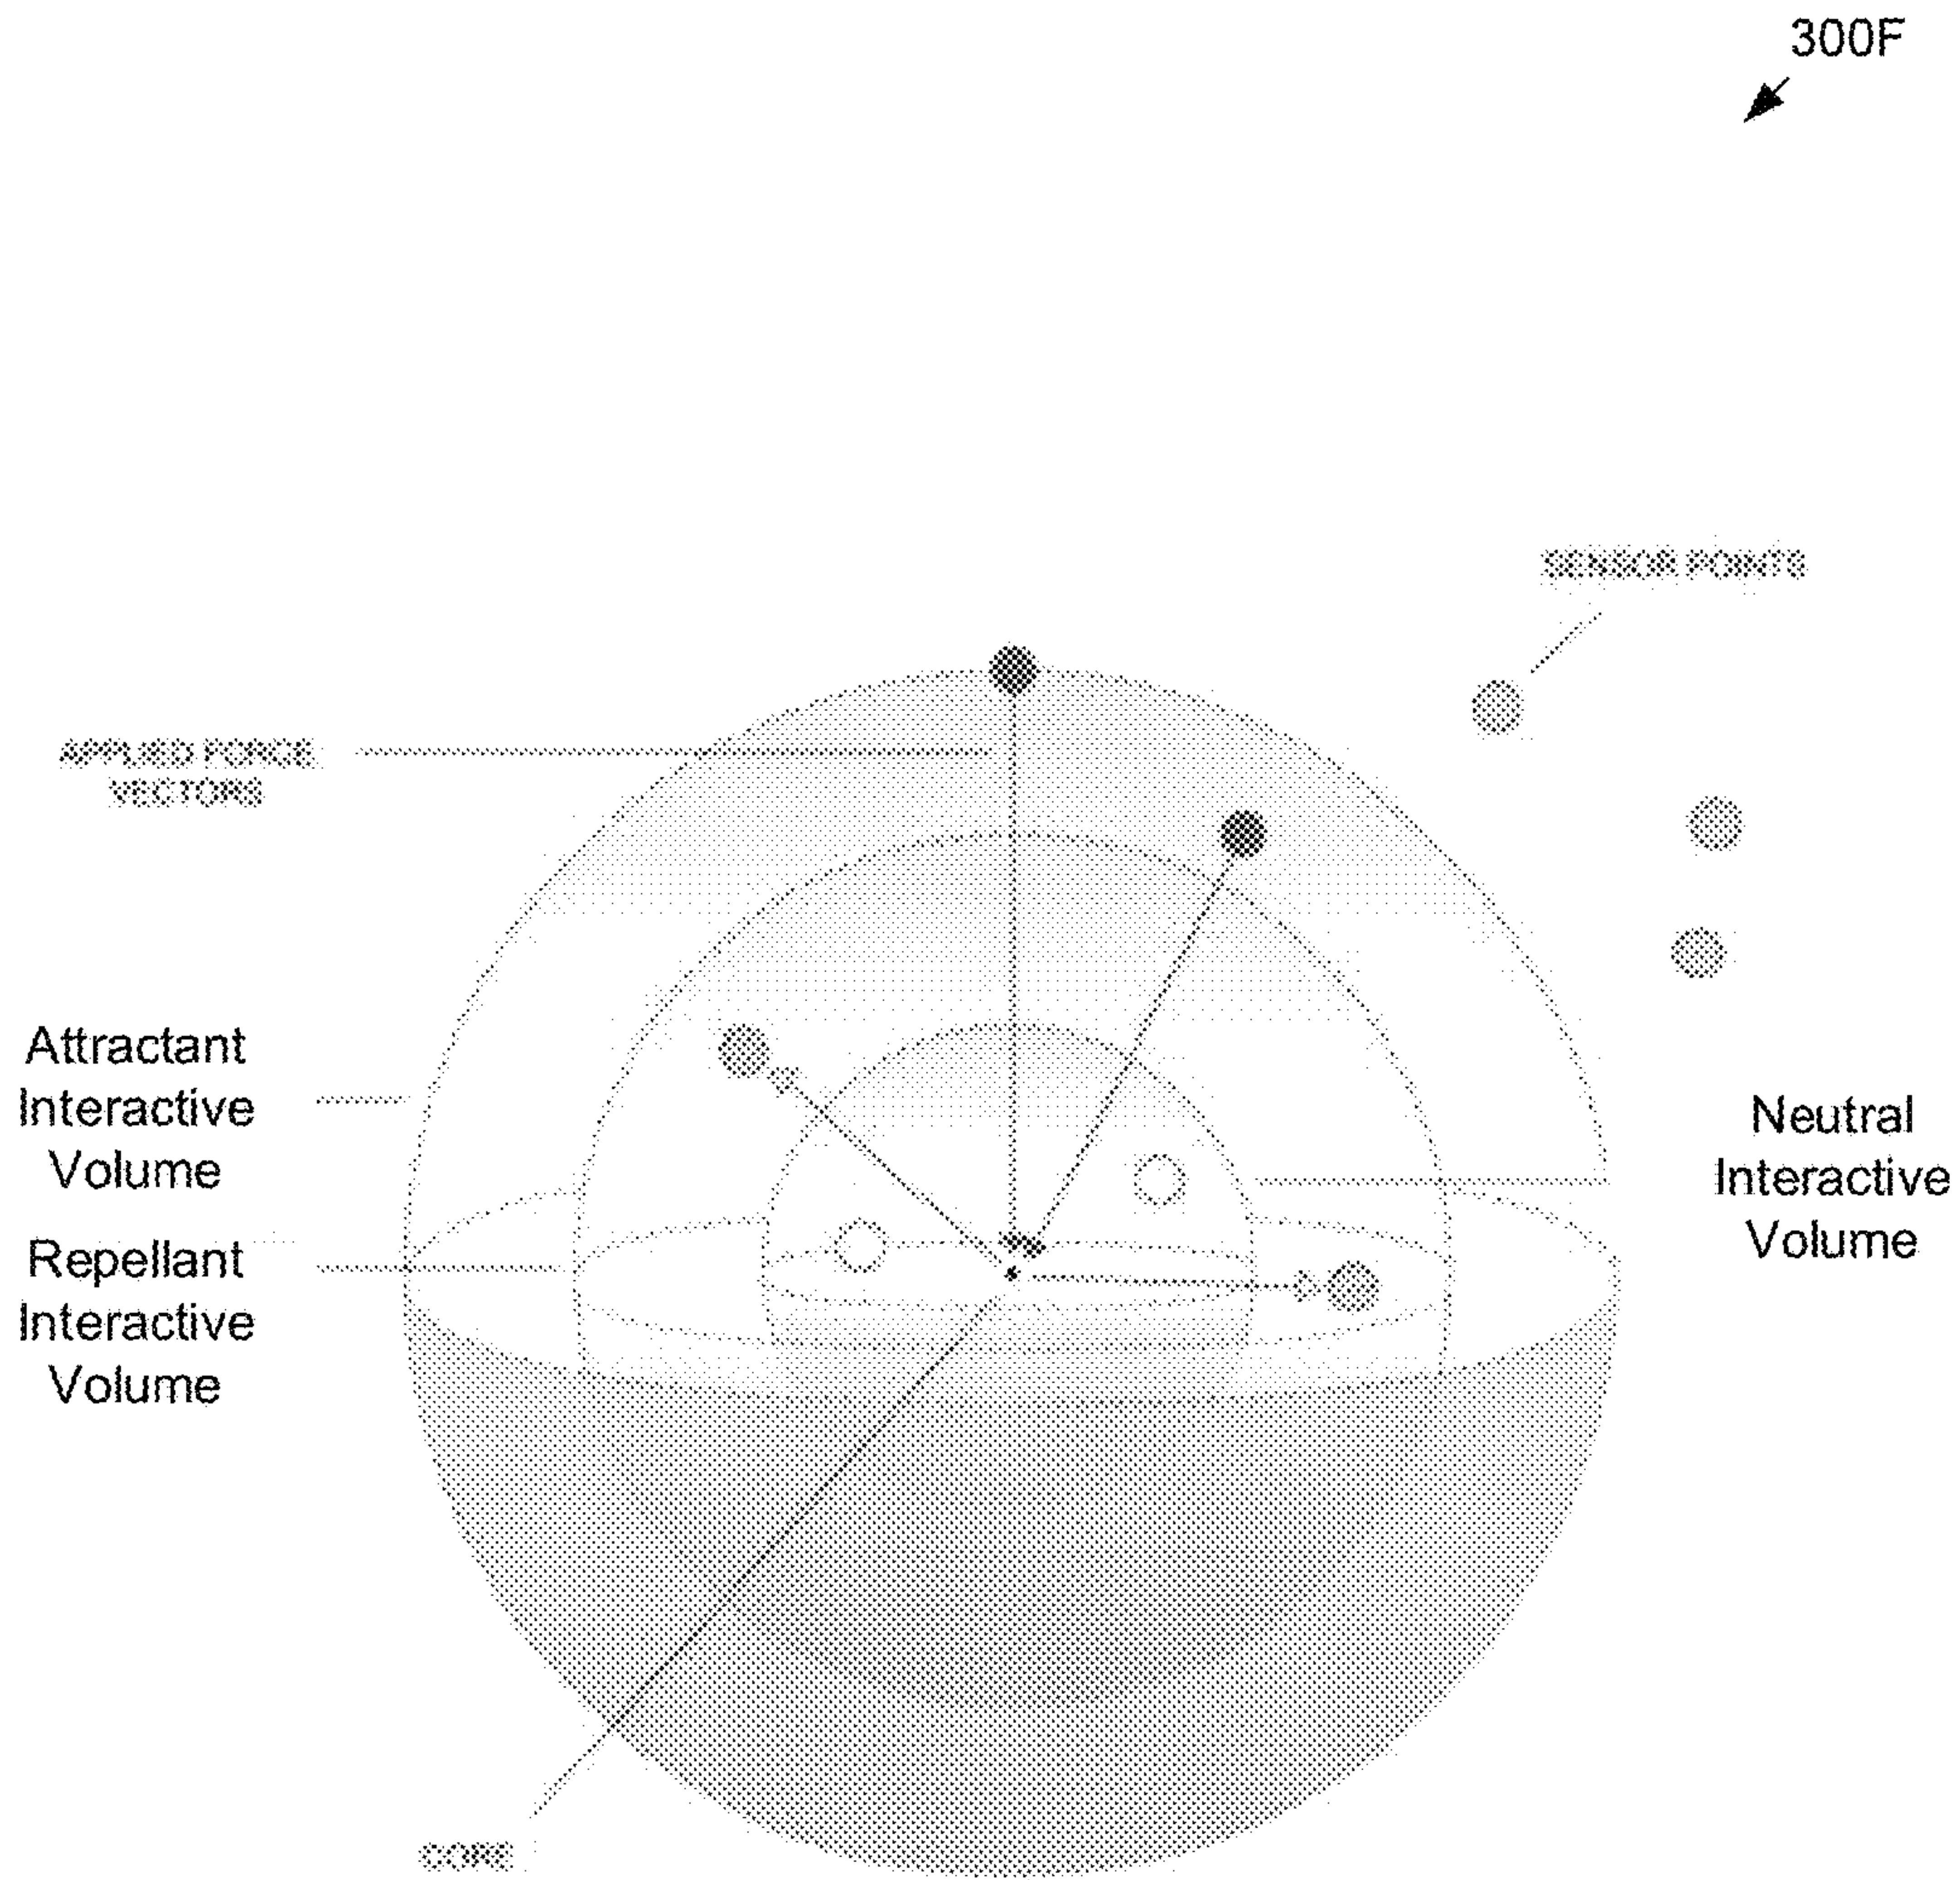 300F
SENSOR POINTS
APPLIED FORCE
VECTORS
Attractant
Interactive
Volume
Neutral
Interactive
Volume
Repellant
Interactive
Volume
CORE